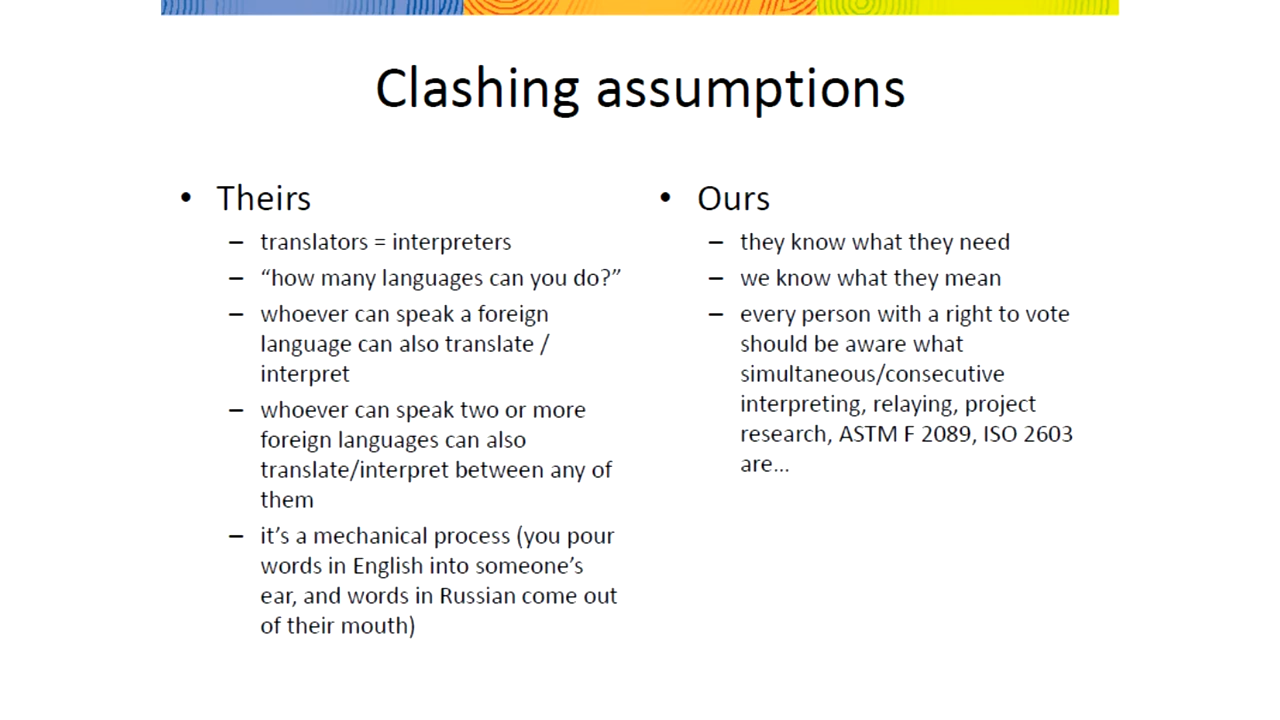 Clashing assumptions
• Theirs
– translators = interpreters
– “how many languages can you do?”
– whoever can speak a foreign
language can also translate /
interpret
– whoever can speak two or more
foreign languages can also
translate/interpret between any of
them
– it’s a mechanical process (you pour
words in English into someone’s
ear, and words in Russian come out
of their mouth)
• Ours
– they know what they need
– we know what they mean
– every person with a right to vote
should be aware what
simultaneous/consecutive
interpreting, relaying, project
research, ASTM F 2089, ISO 2603
are…